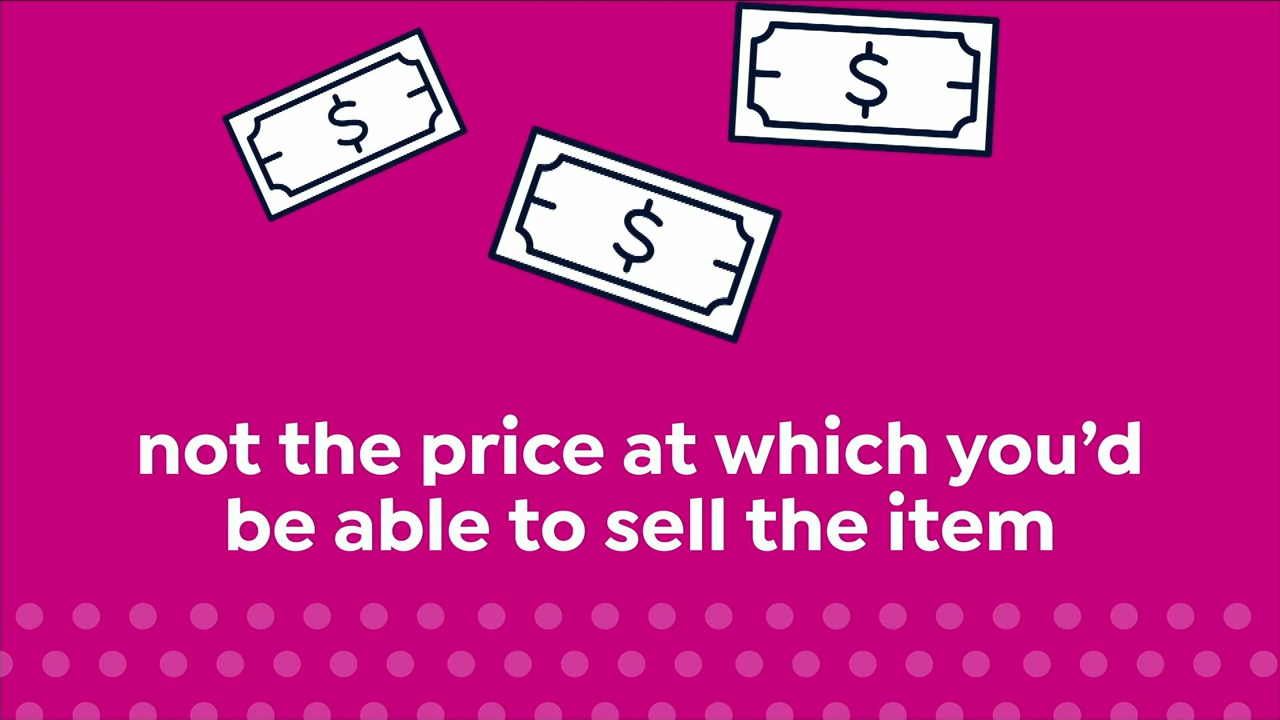 $
$
$
not the price at which you’d
be able to sell the item